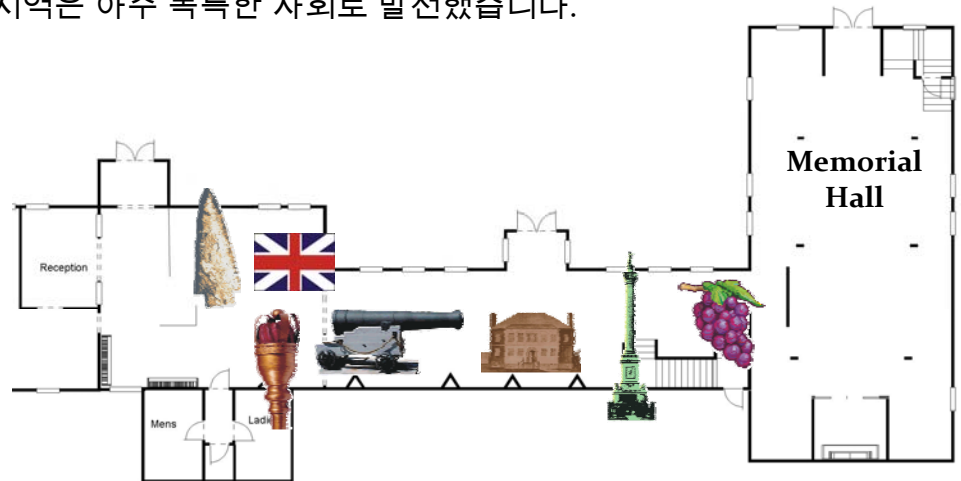 지역은 아주 독특한 사회로 발전했습니다.
Memorial
Hall
Reception
Mens
Ladie